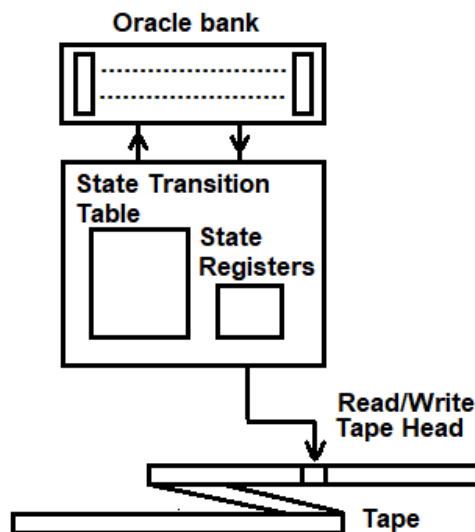 Oracle bank
State Transition
Table
State
Registers
Read/Write
Tape Head
Tape